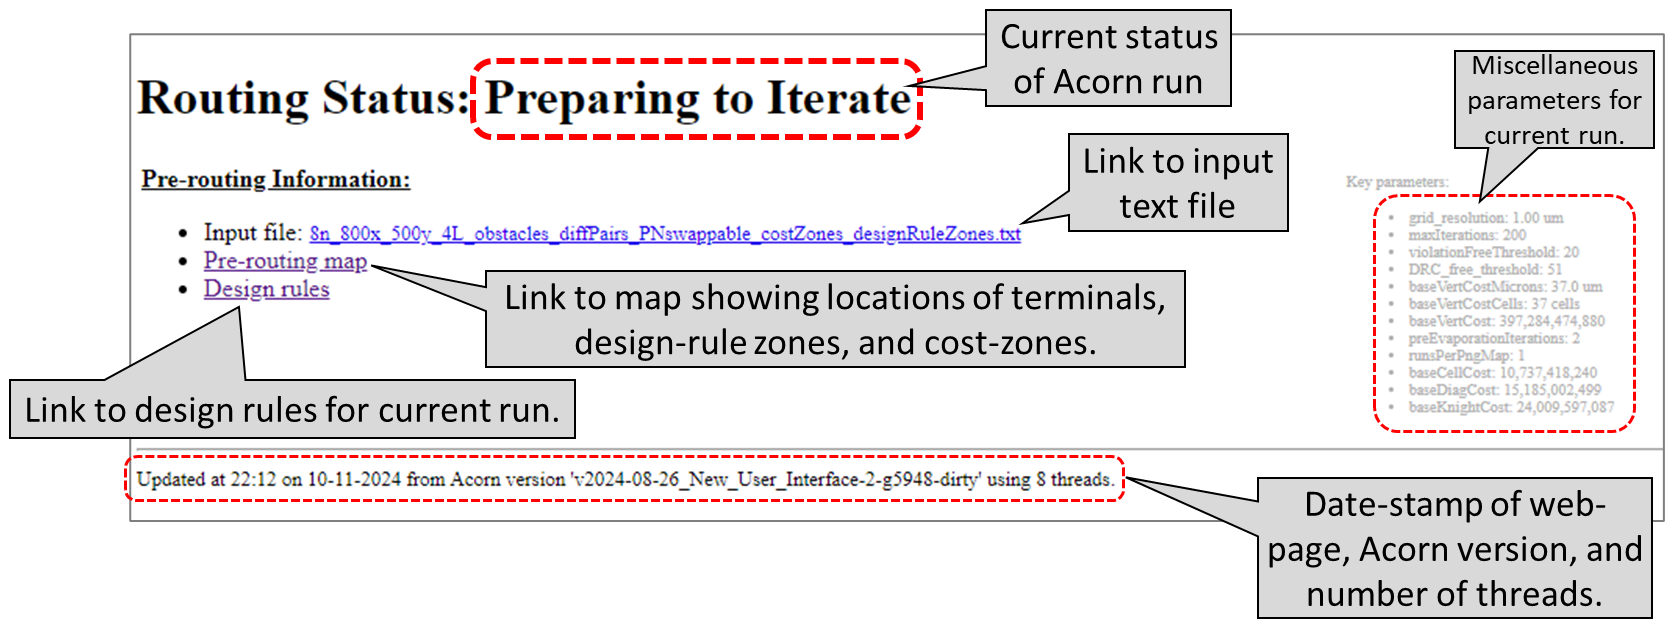 Current status
of Acorn run
Miscellaneous
parameters for
current run.
Routing Status: Preparing to Iterate
Link to input
text file
Pre-routing Information:
Key parameters:
• Input file: 8n_800x_500y_4L_obstacles_diffPairs_PNswappable_costZones_designRuleZones.txt
• Pre-routing map
• Design rules
• grid_resolution: 1.00 um
• maxIterations: 200
• violationFreeThreshold: 20
• DRC_free_threshold: 51
• baseVertCostMicrons: 37.0 um
• baseVertCostCells: 37 cells
• baseVertCost: 397,284,474,880
• preEvaporationIterations: 2
• runsPerPngMap: 1
• baseCellCost: 10,737,418,240
• baseDiagCost: 15,185,002,499
• baseKnightCost: 24,009,597,087
Link to map showing locations of terminals,
design-rule zones, and cost-zones.
Link to design rules for current run.
Updated at 22:12 on 10-11-2024 from Acorn version 'v2024-08-26_New_User_Interface-2-g5948-dirty' using 8 threads.
Date-stamp of web-
page, Acorn version, and
number of threads.